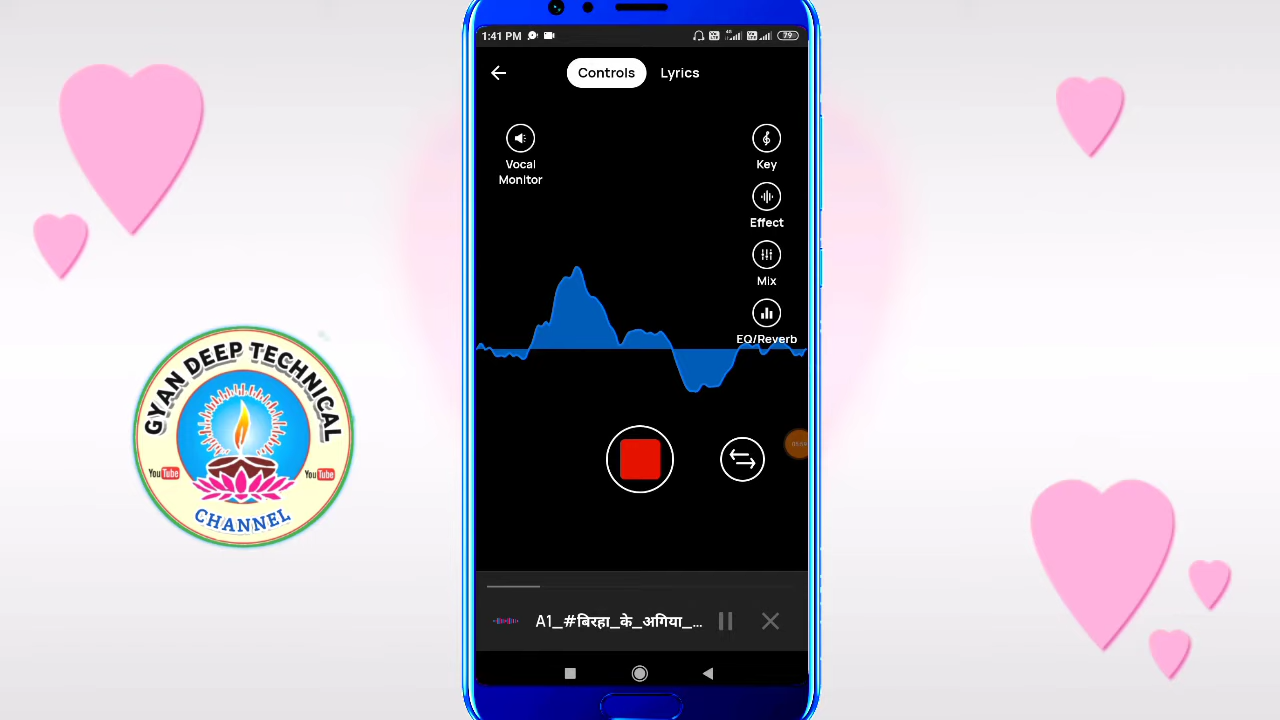 1:41 PM
79
Controls
Lyrics
Vocal
Monitor
Key
Effect
Mix
EQ/Reverb
GYAN DEEP TECHNICAL
YouTube
YouTube
CHANNEL
A1_#बिरहा_के_अगिया_...